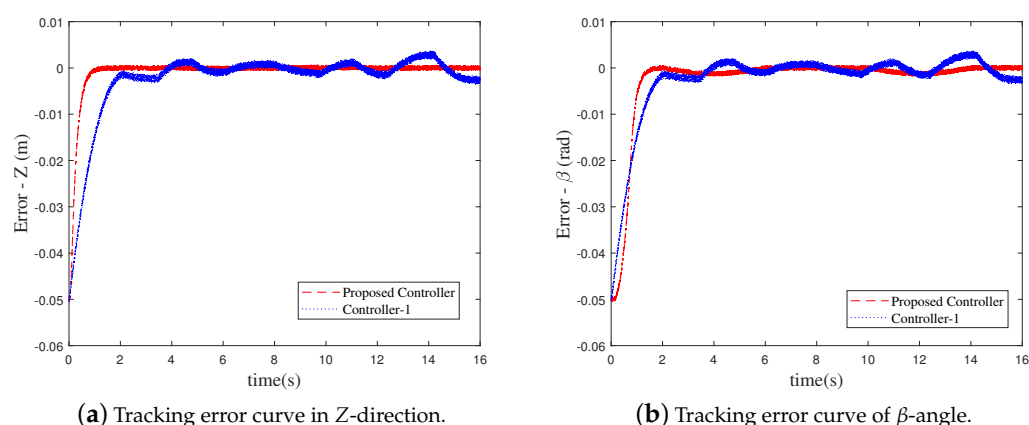 0.01
0
-0.01
-0.02
-0.03
-0.04
-0.05
-0.06
Error - Z (m)
0 2 4 6 8 10 12 14 16
time(s)
Proposed Controller
Controller-1
(a) Tracking error curve in Z-direction.
0.01
0
-0.01
-0.02
-0.03
-0.04
-0.05
-0.06
Error - β (rad)
0 2 4 6 8 10 12 14 16
time(s)
Proposed Controller
Controller-1
(b) Tracking error curve of β-angle.